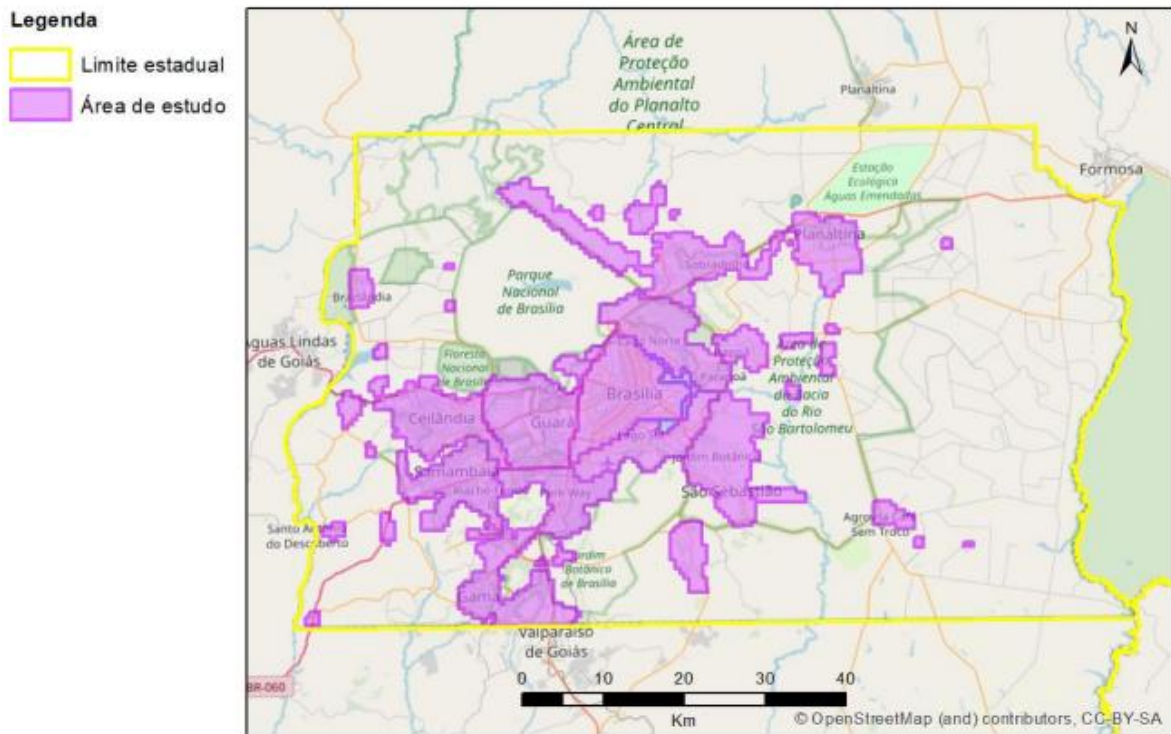 Legenda
Limite estadual
Área de estudo
N
Área de
Proteção
Ambiental
do Planalto
Central
Planaltina
Formosa
Estação
Ecológica
Águas Emendadas
Planaltina
Sobradinho
Parque
Nacional
de Brasília
Brazlândia
Águas Lindas
de Goiás
Floresta
Nacional
de Brasília
Lago Norte
Paranoá
Área de
Proteção
Ambiental
da Bacia
do Rio
São Bartolomeu
Brasília
Ceilândia
Guará
Lago Sul
Jardim Botânico
Samambaia
Riacho Fundo
Park Way
São Sebastião
Santo Antônio
do Descoberto
Sem Troco
Jardim
Botânico
de Brasília
Gama
Valparaíso
de Goiás
BR-060
0 10 20 30 40
Km
© OpenStreetMap (and) contributors, CC-BY-SA